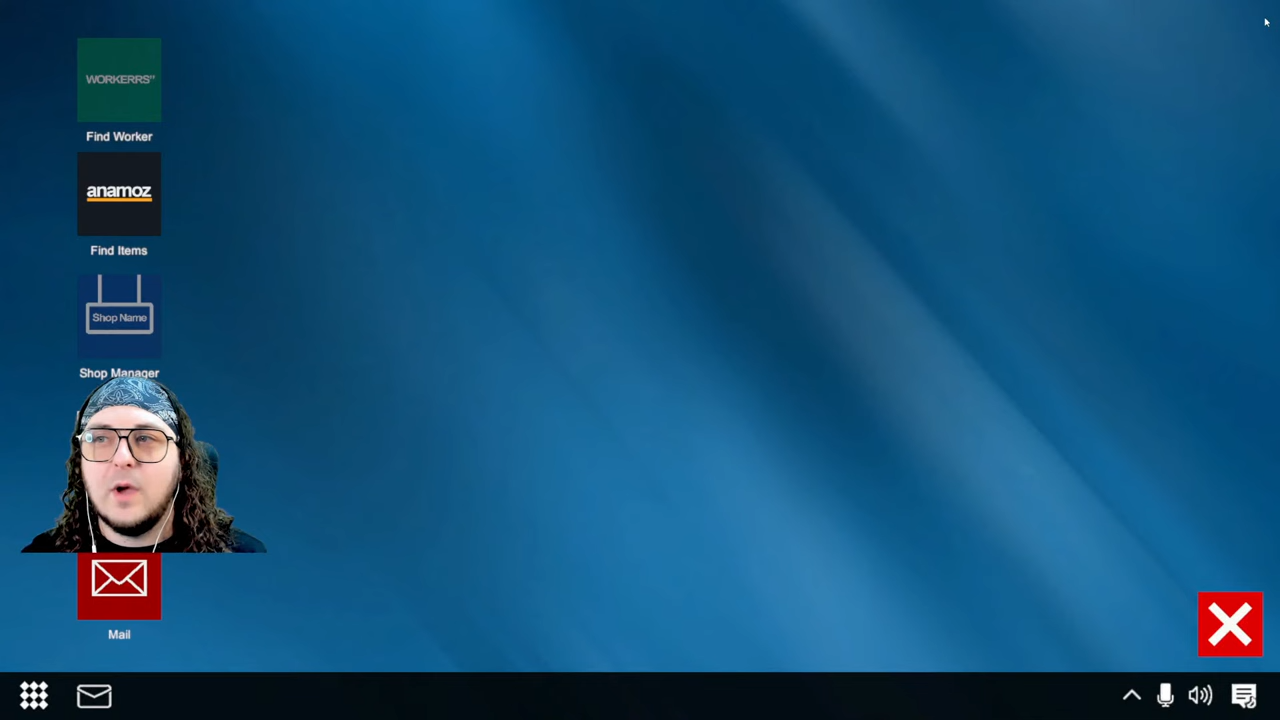 WORKERRS"
Find Worker
anamoz
Find Items
Shop Name
Shop Manager
Mail